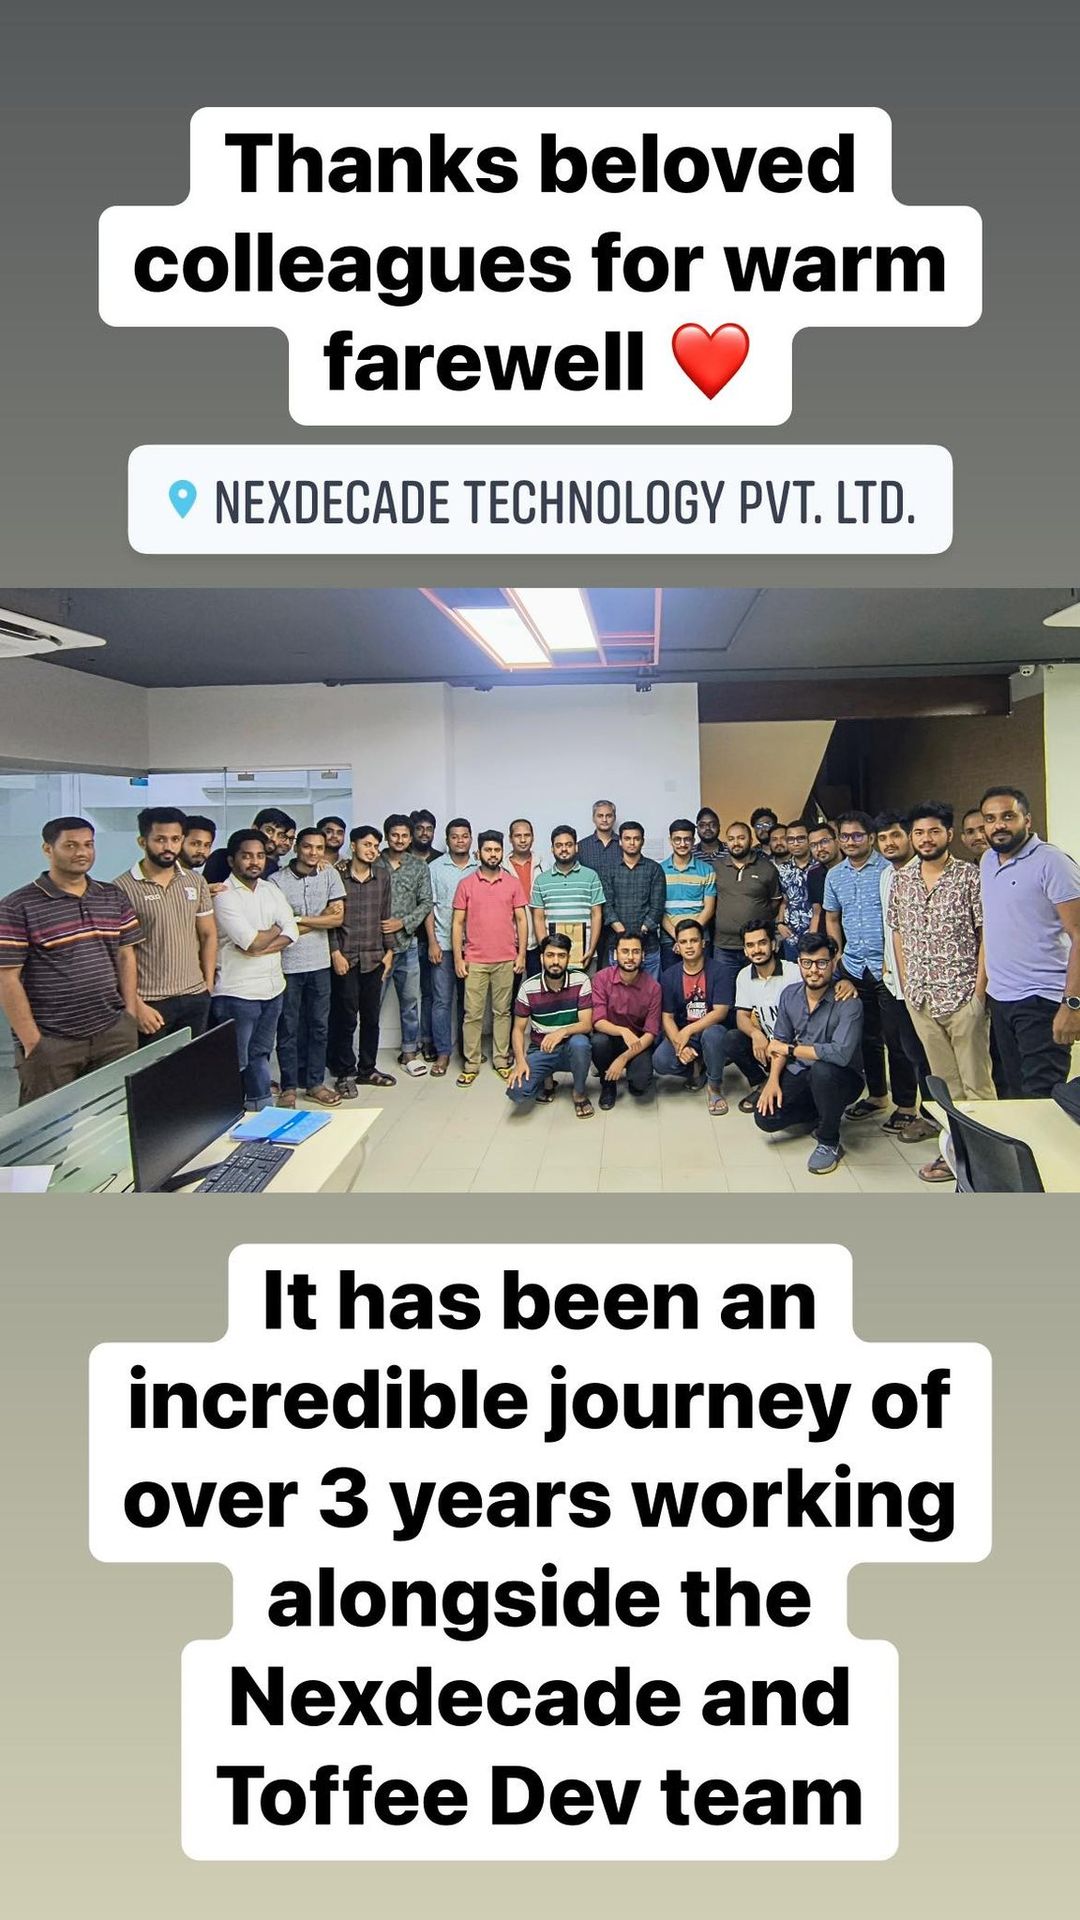 Thanks beloved
colleagues for warm
farewell ❤️
NEXDECADE TECHNOLOGY PVT. LTD.
POLO
It has been an
incredible journey of
over 3 years working
alongside the
Nexdecade and
Toffee Dev team